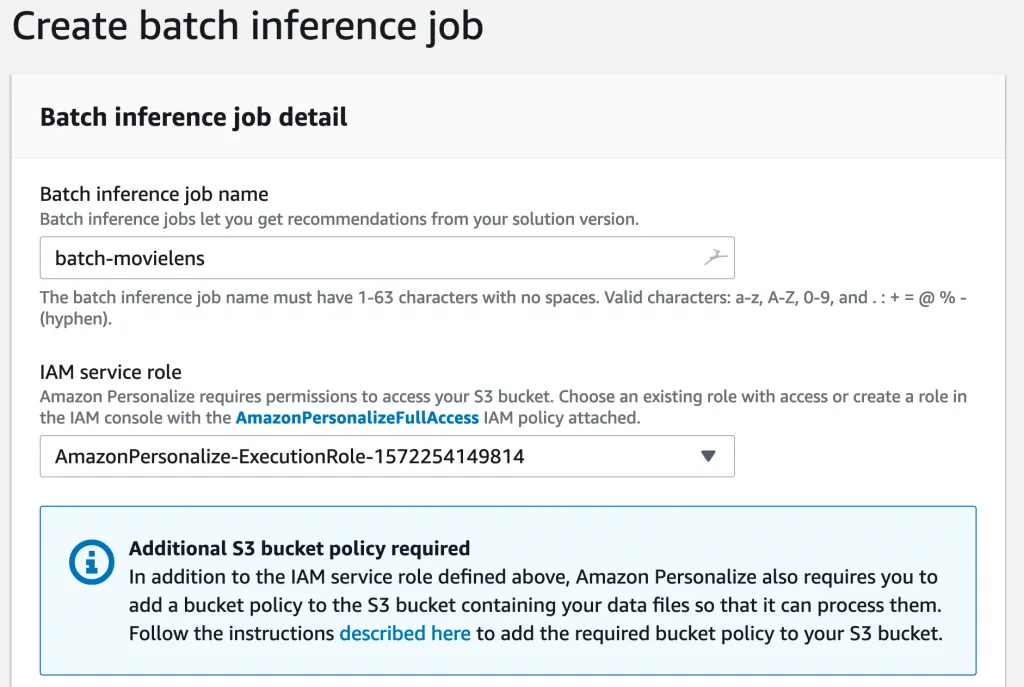 Create batch inference job
Batch inference job detail
Batch inference job name
Batch inference jobs let you get recommendations from your solution version.
batch-movielens
The batch inference job name must have 1-63 characters with no spaces. Valid characters: a-z, A-Z, 0-9, and . : + = @ % -
(hyphen).
IAM service role
Amazon Personalize requires permissions to access your S3 bucket. Choose an existing role with access or create a role in
the IAM console with the AmazonPersonalizeFullAccess IAM policy attached.
AmazonPersonalize-ExecutionRole-1572254149814
Additional S3 bucket policy required
In addition to the IAM service role defined above, Amazon Personalize also requires you to
add a bucket policy to the S3 bucket containing your data files so that it can process them.
Follow the instructions described here to add the required bucket policy to your S3 bucket.